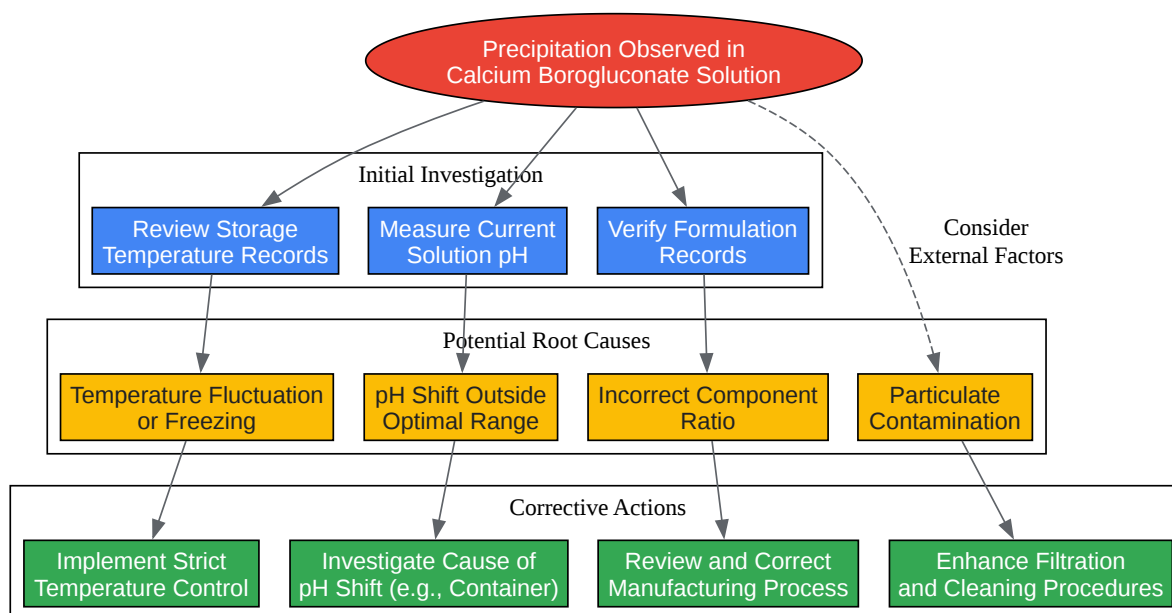 Precipitation Observed in
Calcium Borogluconate Solution
Initial Investigation
Review Storage
Temperature Records
Measure Current
Solution pH
Verify Formulation
Records
Consider
External Factors
Potential Root Causes
Temperature Fluctuation
or Freezing
pH Shift Outside
Optimal Range
Incorrect Component
Ratio
Particulate
Contamination
Corrective Actions
Implement Strict
Temperature Control
Investigate Cause of
pH Shift (e.g., Container)
Review and Correct
Manufacturing Process
Enhance Filtration
and Cleaning Procedures